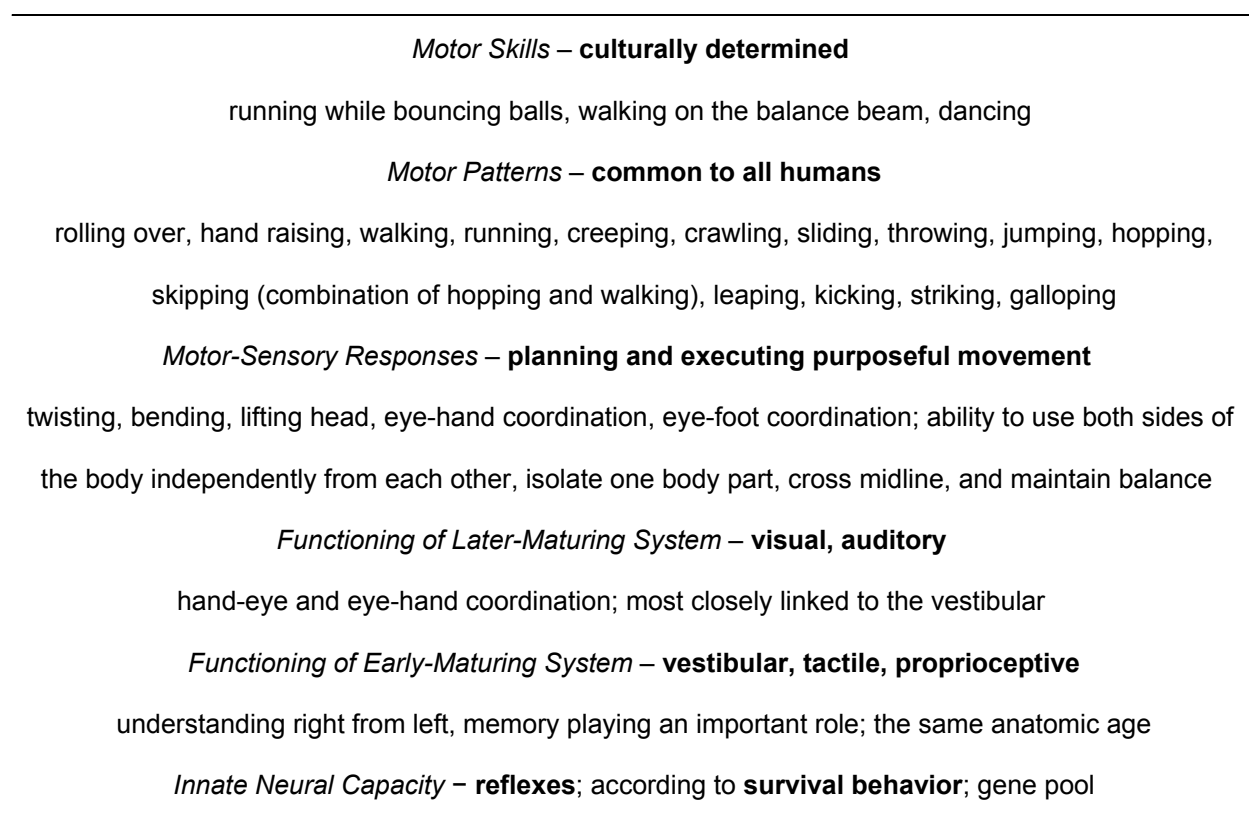 Motor Skills – culturally determined
running while bouncing balls, walking on the balance beam, dancing
Motor Patterns – common to all humans
rolling over, hand raising, walking, running, creeping, crawling, sliding, throwing, jumping, hopping,
skipping (combination of hopping and walking), leaping, kicking, striking, galloping
Motor-Sensory Responses – planning and executing purposeful movement
twisting, bending, lifting head, eye-hand coordination, eye-foot coordination; ability to use both sides of
the body independently from each other, isolate one body part, cross midline, and maintain balance
Functioning of Later-Maturing System – visual, auditory
hand-eye and eye-hand coordination; most closely linked to the vestibular
Functioning of Early-Maturing System – vestibular, tactile, proprioceptive
understanding right from left, memory playing an important role; the same anatomic age
Innate Neural Capacity − reflexes; according to survival behavior; gene pool